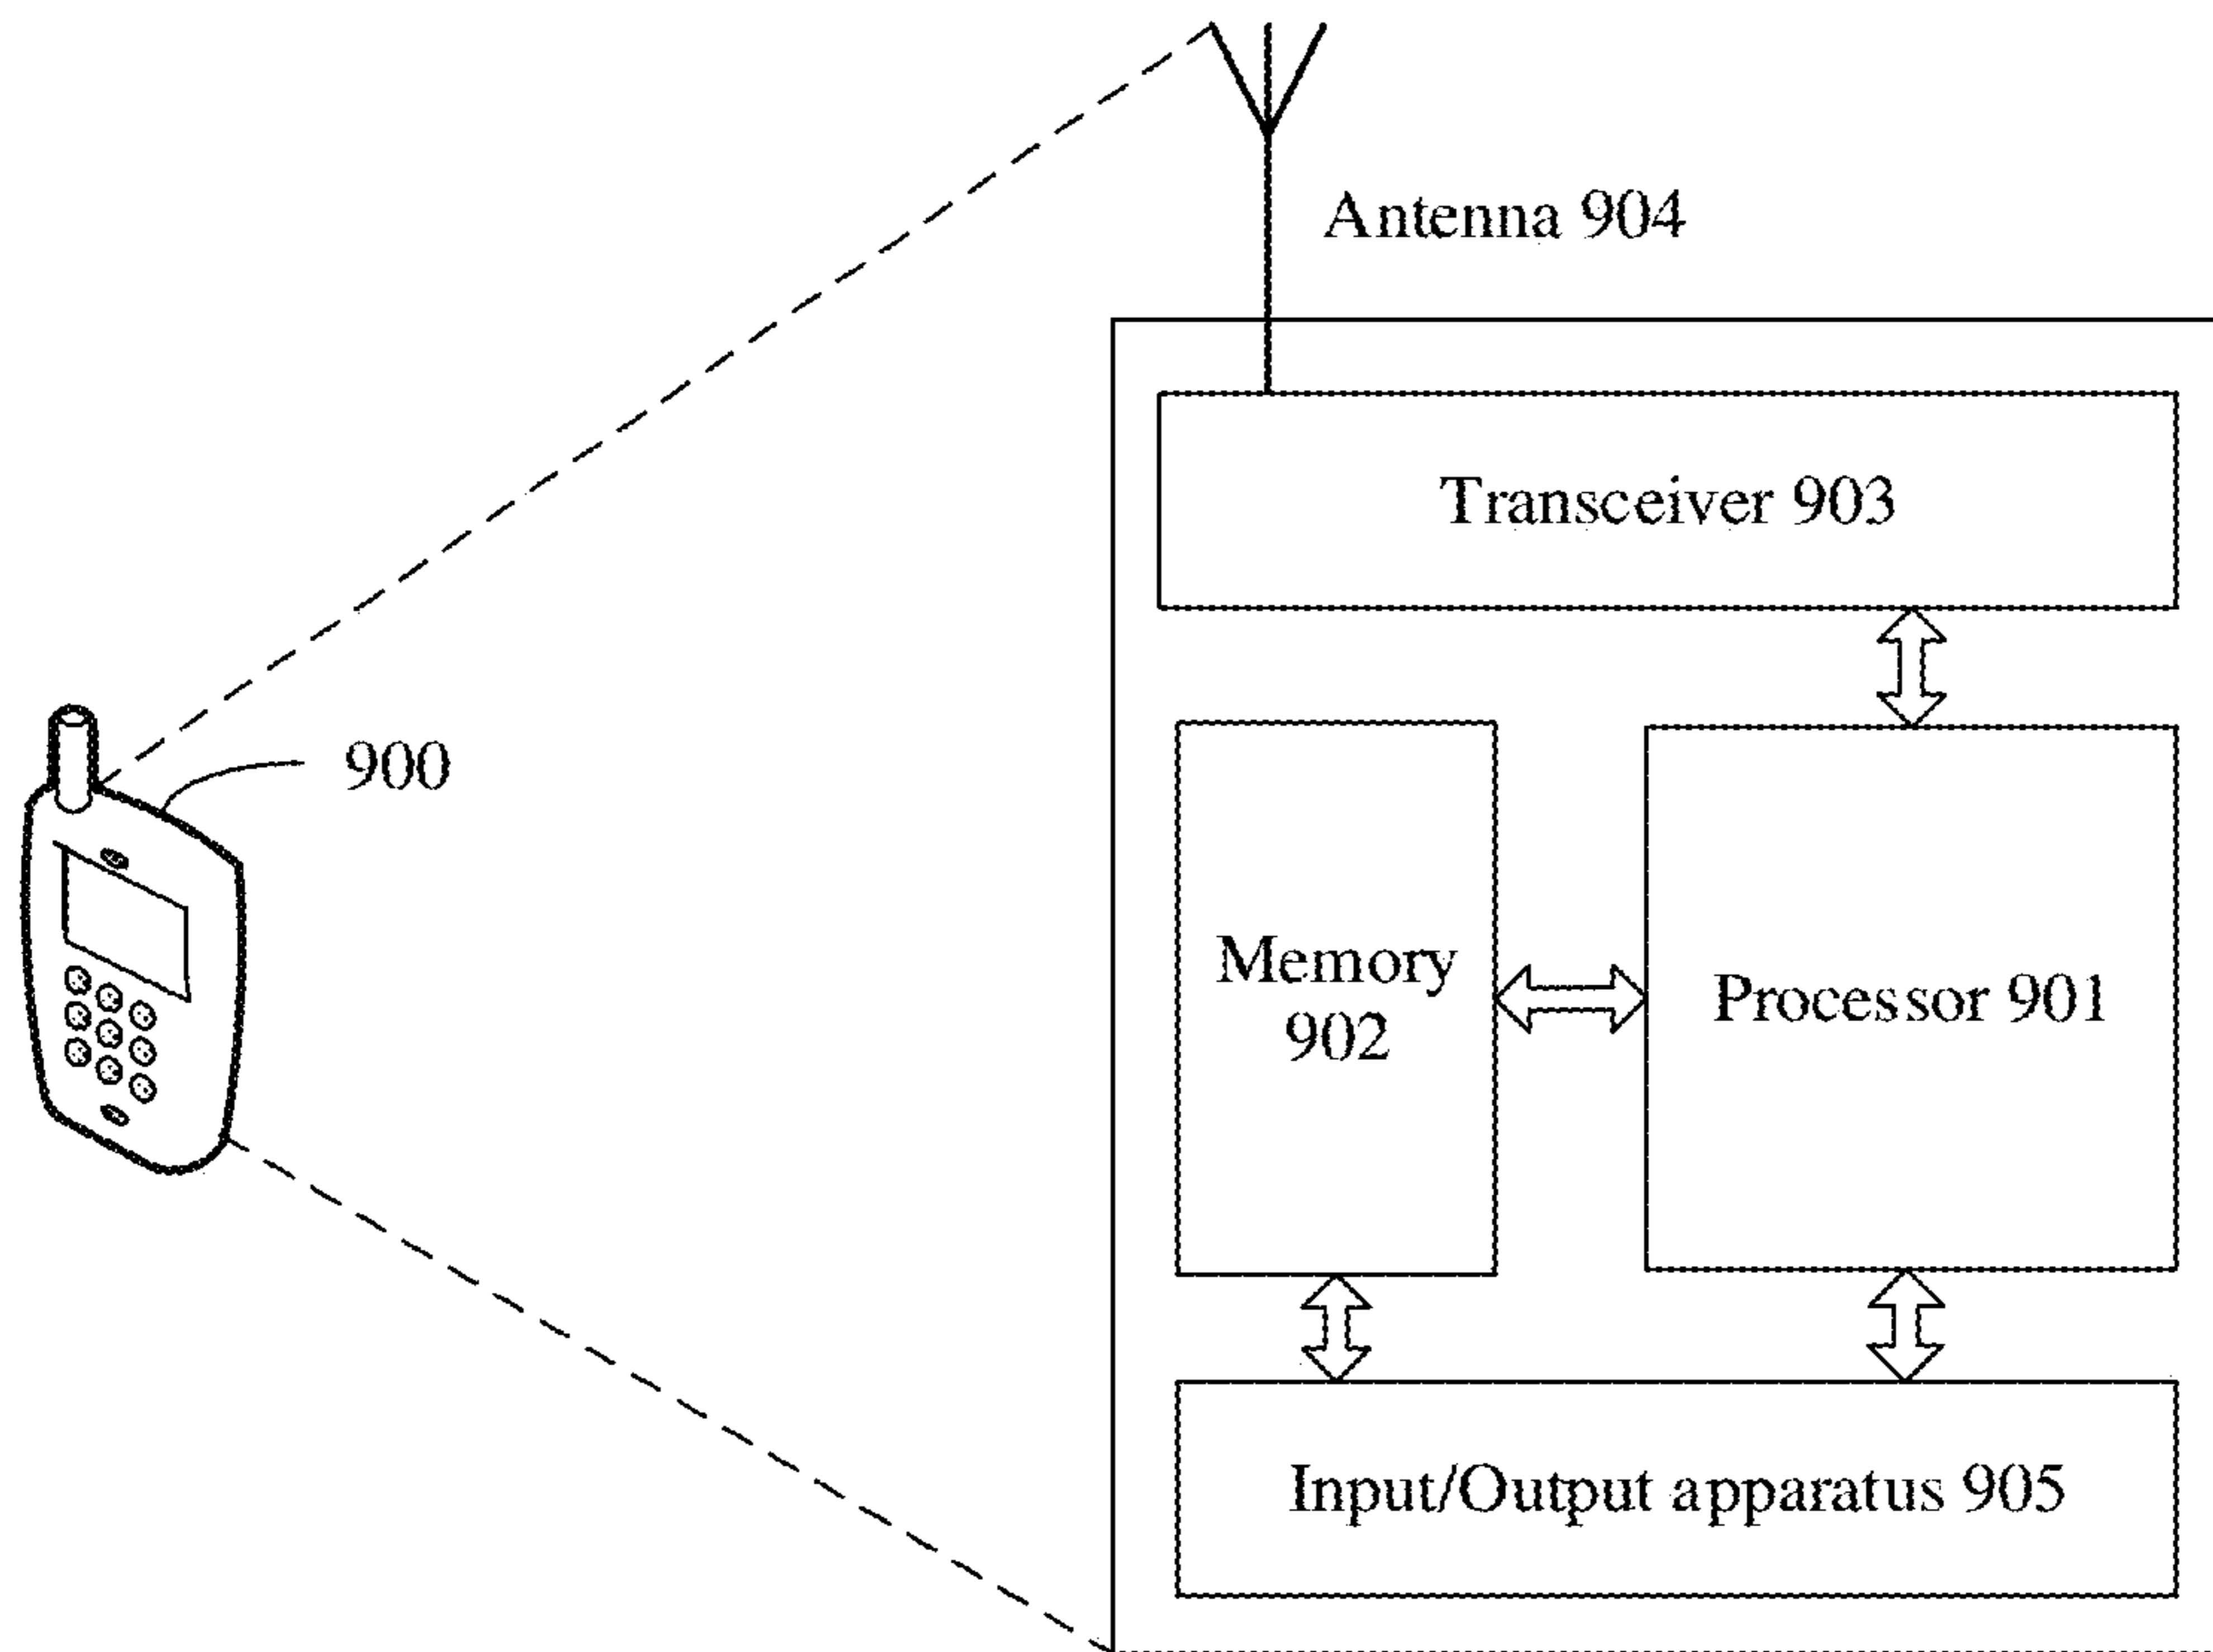 Antenna 904
Transceiver 903
900
Memory
902
Processor 901
Input/Output apparatus 905